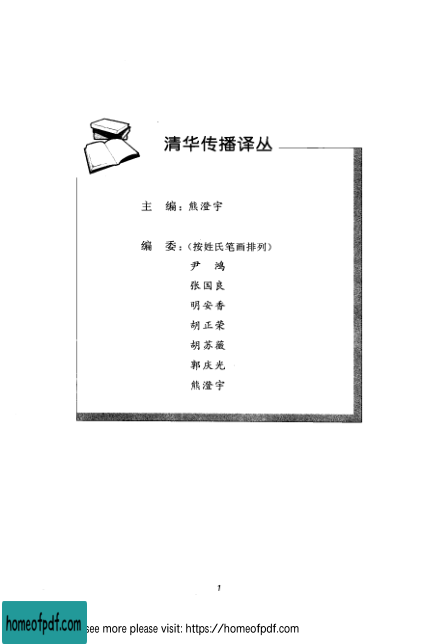 清华传播译丛
主 编：熊澄宇
编 委：（按姓氏笔画排列）
尹 鸿
张国良
明安香
胡正荣
胡苏薇
郭庆光
熊澄宇
1
homeofpdf.com
see more please visit: https://homeofpdf.com